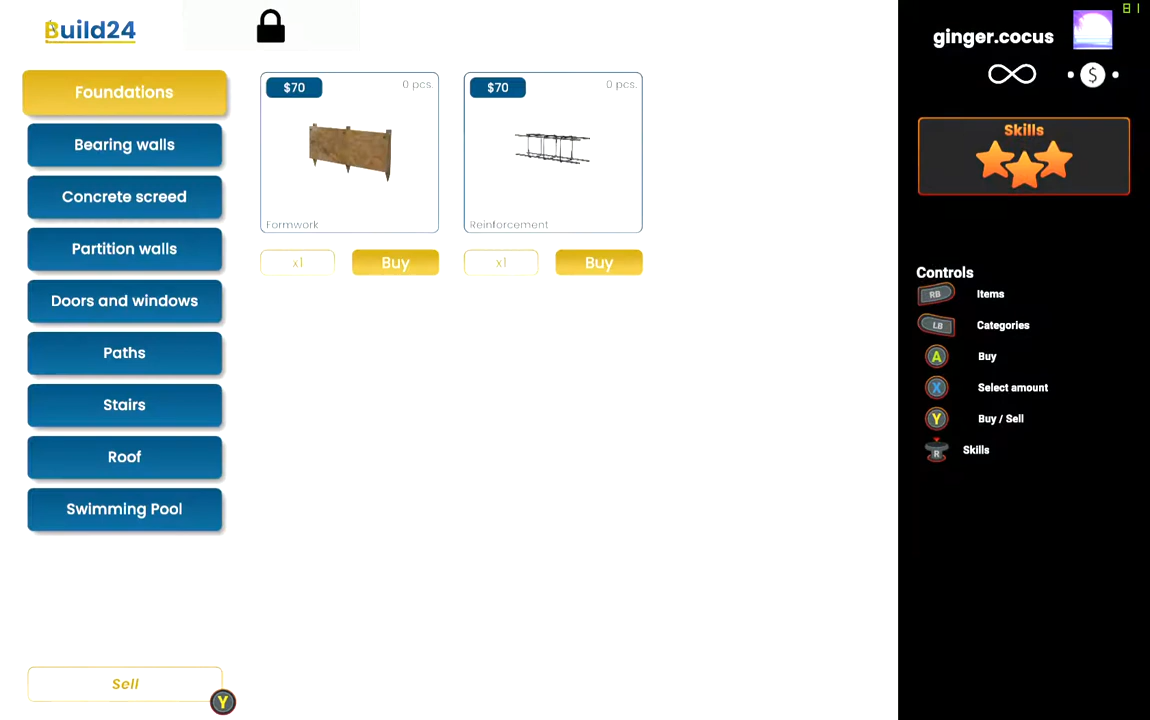 Build24
Foundations
Bearing walls
Concrete screed
Partition walls
Doors and windows
Paths
Stairs
Roof
Swimming Pool
Sell
Y
$70
0 pcs.
Formwork
x1
Buy
$70
0 pcs.
Reinforcement
x1
Buy
81
ginger.cocus
$
Skills
Controls
RB Items
LB Categories
A Buy
X Select amount
Y Buy / Sell
R Skills